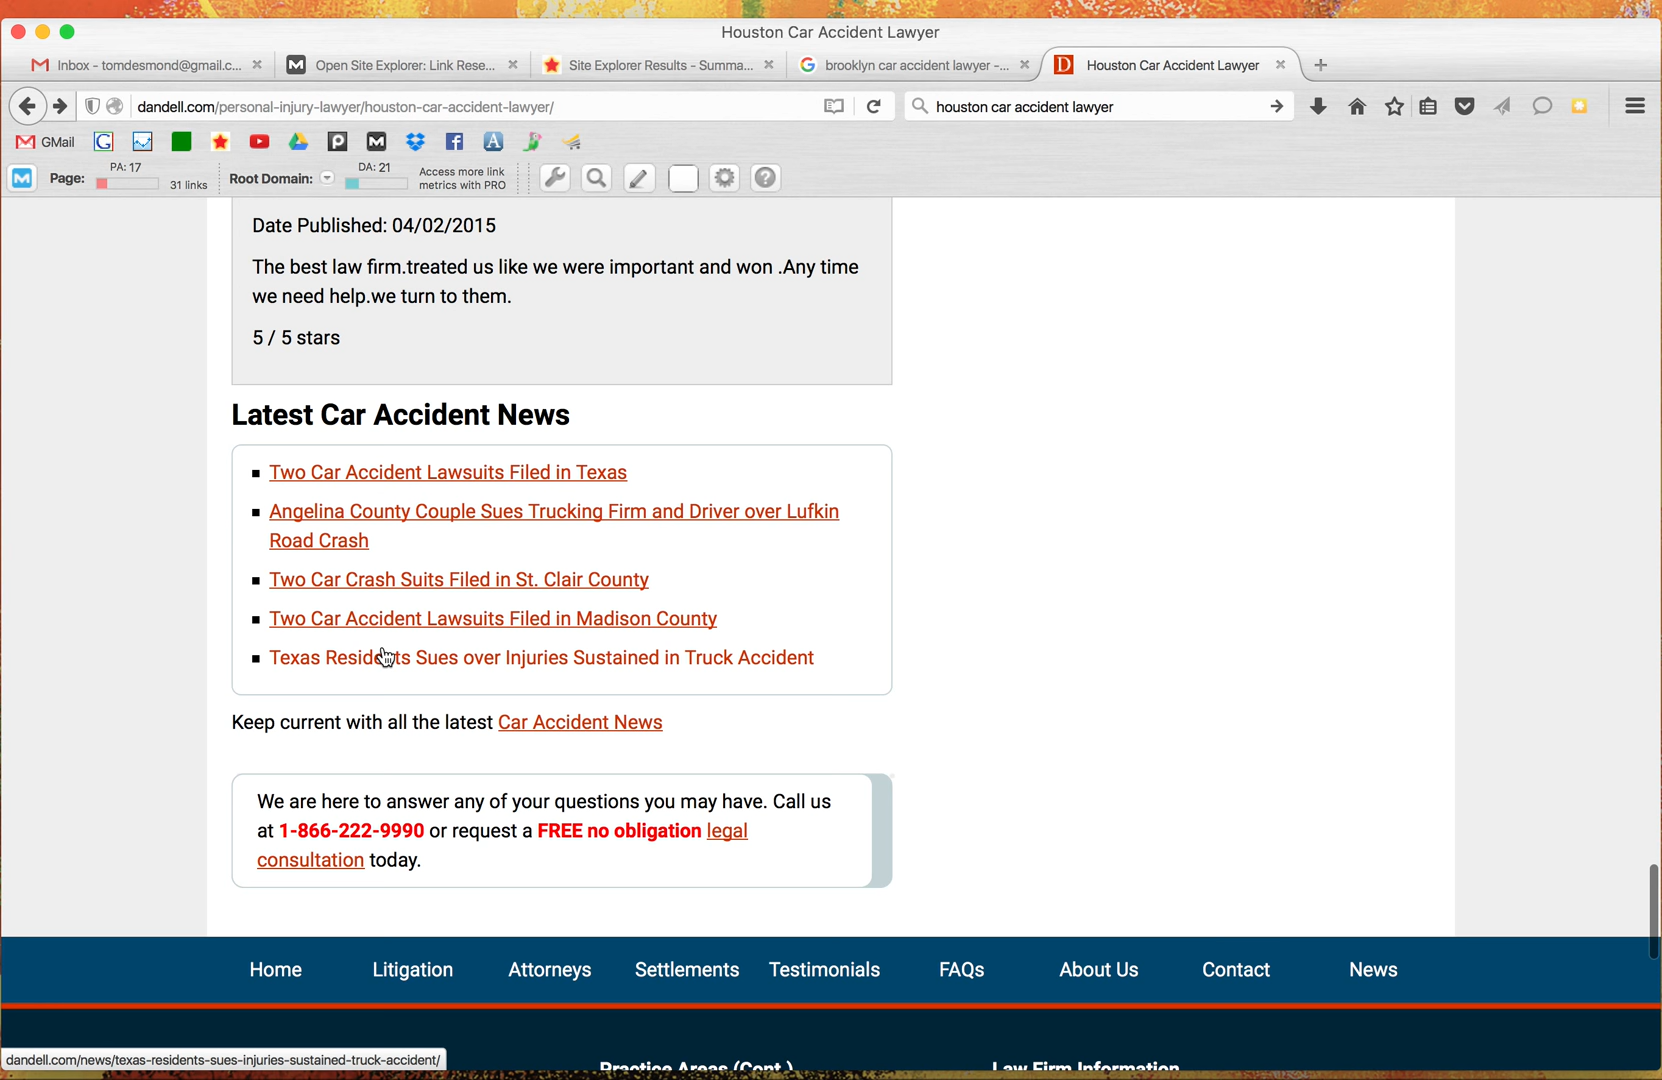 Houston Car Accident Lawyer
Inbox - tomdesmond@gmail.c...
Open Site Explorer: Link Rese...
Site Explorer Results - Summa...
brooklyn car accident lawyer -...
Houston Car Accident Lawyer
dandell.com/personal-injury-lawyer/houston-car-accident-lawyer/
houston car accident lawyer
GMail
Page:
PA: 17
31 links
Root Domain:
DA: 21
Access more link
metrics with PRO
Date Published: 04/02/2015
The best law firm.treated us like we were important and won .Any time
we need help.we turn to them.
5 / 5 stars
Latest Car Accident News
Two Car Accident Lawsuits Filed in Texas
Angelina County Couple Sues Trucking Firm and Driver over Lufkin
Road Crash
Two Car Crash Suits Filed in St. Clair County
Two Car Accident Lawsuits Filed in Madison County
Texas Residents Sues over Injuries Sustained in Truck Accident
Keep current with all the latest Car Accident News
We are here to answer any of your questions you may have. Call us
at 1-866-222-9990 or request a FREE no obligation legal
consultation today.
Home Litigation Attorneys Settlements Testimonials FAQs About Us Contact News
dandell.com/news/texas-residents-sues-injuries-sustained-truck-accident/
Practice Areas (Cont.)
Law Firm Information